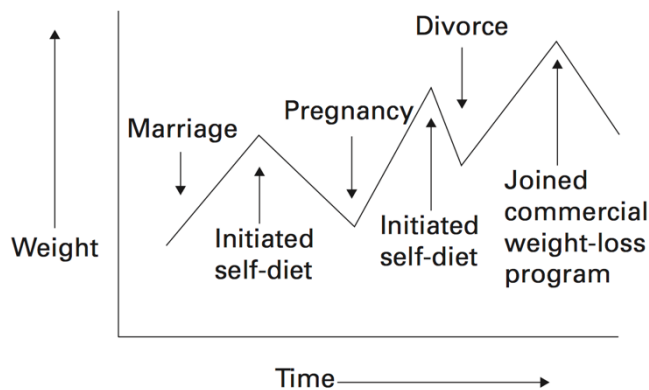 Divorce
Pregnancy
Marriage
Joined
commercial
weight-loss
program
Initiated
self-diet
Initiated
self-diet
Weight
Time